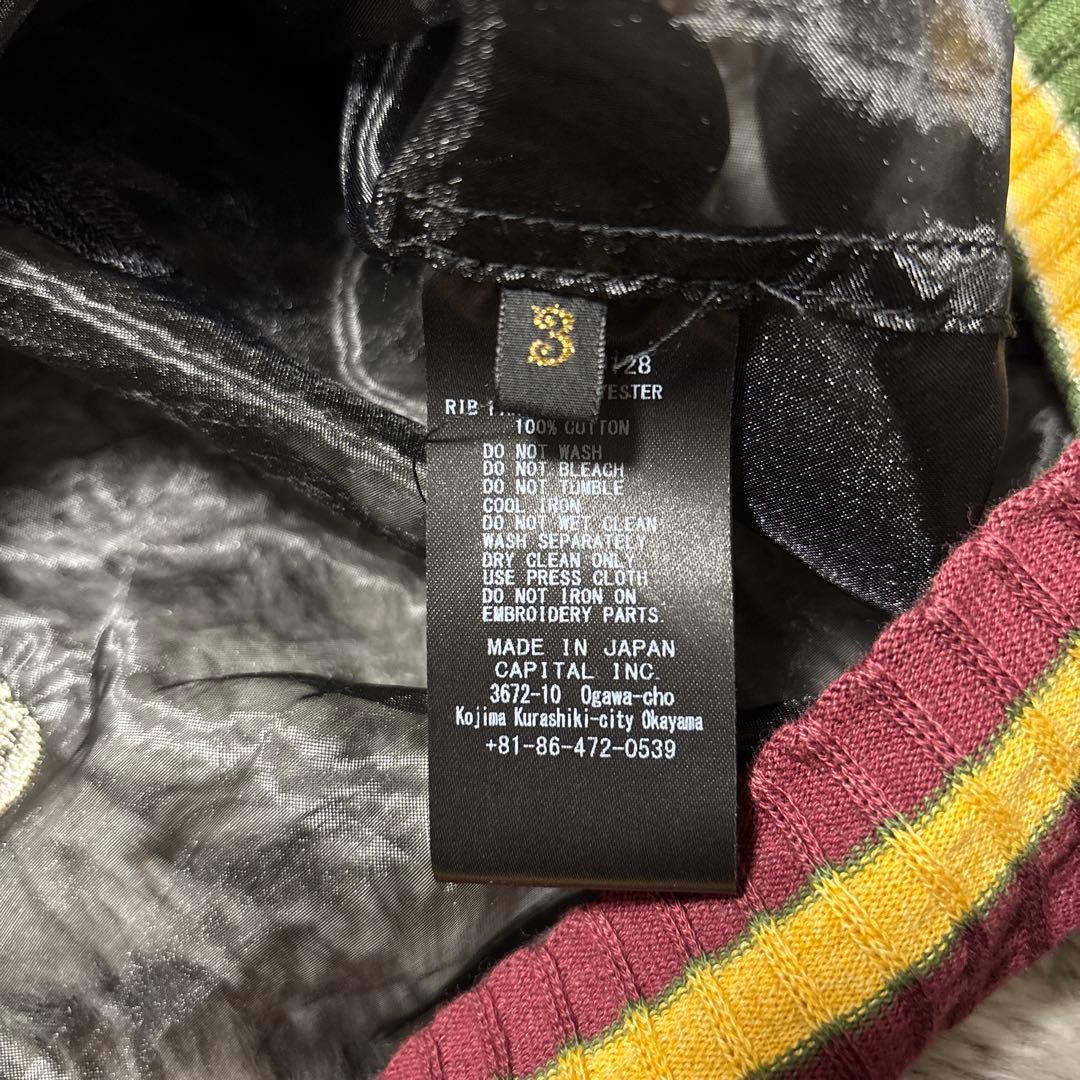 3
28
RIB
100% COTTON
DO NOT WASH
DO NOT BLEACH
DO NOT TUMBLE
COOL IRON
DO NOT WET CLEAN
WASH SEPARATELY
DRY CLEAN ONLY
USE PRESS CLOTH
DO NOT IRON ON
EMBROIDERY PARTS.
MADE IN JAPAN
CAPITAL INC.
3672-10 Ogawa-cho
Kojima Kurashiki-city Okayama
+81-86-472-0539